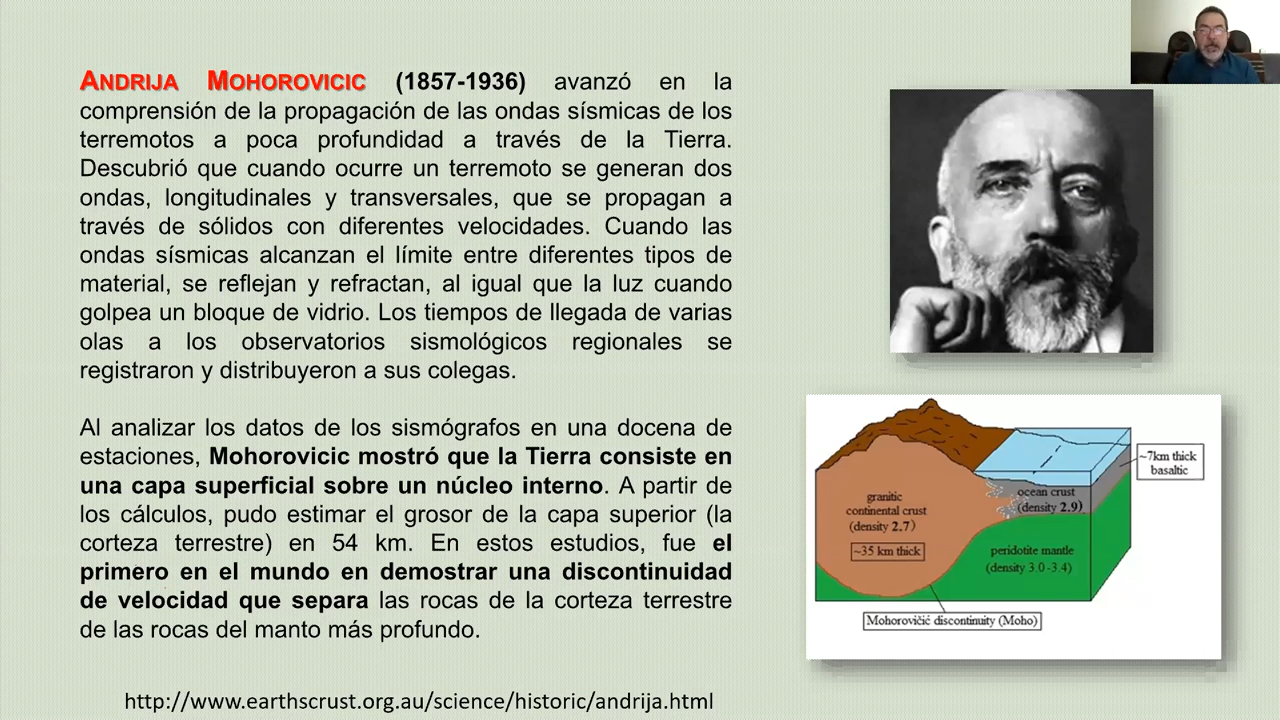 ANDRIJA MOHOROVICIC (1857-1936) avanzó en la
comprensión de la propagación de las ondas sísmicas de los
terremotos a poca profundidad a través de la Tierra.
Descubrió que cuando ocurre un terremoto se generan dos
ondas, longitudinales y transversales, que se propagan a
través de sólidos con diferentes velocidades. Cuando las
ondas sísmicas alcanzan el límite entre diferentes tipos de
material, se reflejan y refractan, al igual que la luz cuando
golpea un bloque de vidrio. Los tiempos de llegada de varias
olas a los observatorios sismológicos regionales se
registraron y distribuyeron a sus colegas.
Al analizar los datos de los sismógrafos en una docena de
estaciones, Mohorovicic mostró que la Tierra consiste en
una capa superficial sobre un núcleo interno. A partir de
los cálculos, pudo estimar el grosor de la capa superior (la
corteza terrestre) en 54 km. En estos estudios, fue el
primero en el mundo en demostrar una discontinuidad
de velocidad que separa las rocas de la corteza terrestre
de las rocas del manto más profundo.
http://www.earthscrust.org.au/science/historic/andrija.html
~7km thick
basaltic
ocean crust
(density 2.9)
granitic
continental crust
(density 2.7)
~35 km thick
peridotite mantle
(density 3.0-3.4)
Mohorovičić discontinuity (Moho)